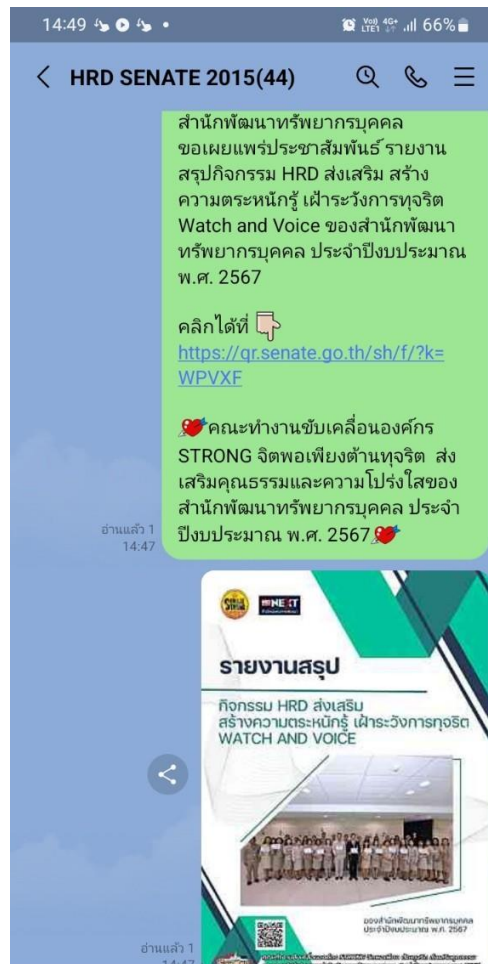 14:49
66%
HRD SENATE 2015(44)
สำนักพัฒนาทรัพยากรบุคคล
ขอเผยแพร่ประชาสัมพันธ์ รายงาน
สรุปกิจกรรม HRD ส่งเสริม สร้าง
ความตระหนักรู้ เฝ้าระวังการทุจริต
Watch and Voice ของสำนักพัฒนา
ทรัพยากรบุคคล ประจำปีงบประมาณ
พ.ศ. 2567
คลิกได้ที่
https://qr.senate.go.th/sh/f/?k=
WPVXF
คณะทำงานขับเคลื่อนองค์กร
STRONG จิตพอเพียงต้านทุจริต ส่ง
เสริมคุณธรรมและความโปร่งใสของ
สำนักพัฒนาทรัพยากรบุคคล ประจำ
ปีงบประมาณ พ.ศ. 2567
อ่านแล้ว 1
14:47
รายงานสรุป
กิจกรรม HRD ส่งเสริม
สร้างความตระหนักรู้ เฝ้าระวังการทุจริต
WATCH AND VOICE
ของสำนักพัฒนาทรัพยากรบุคคล
ประจำปีงบประมาณ พ.ศ. 2567
อ่านแล้ว 1
14:47